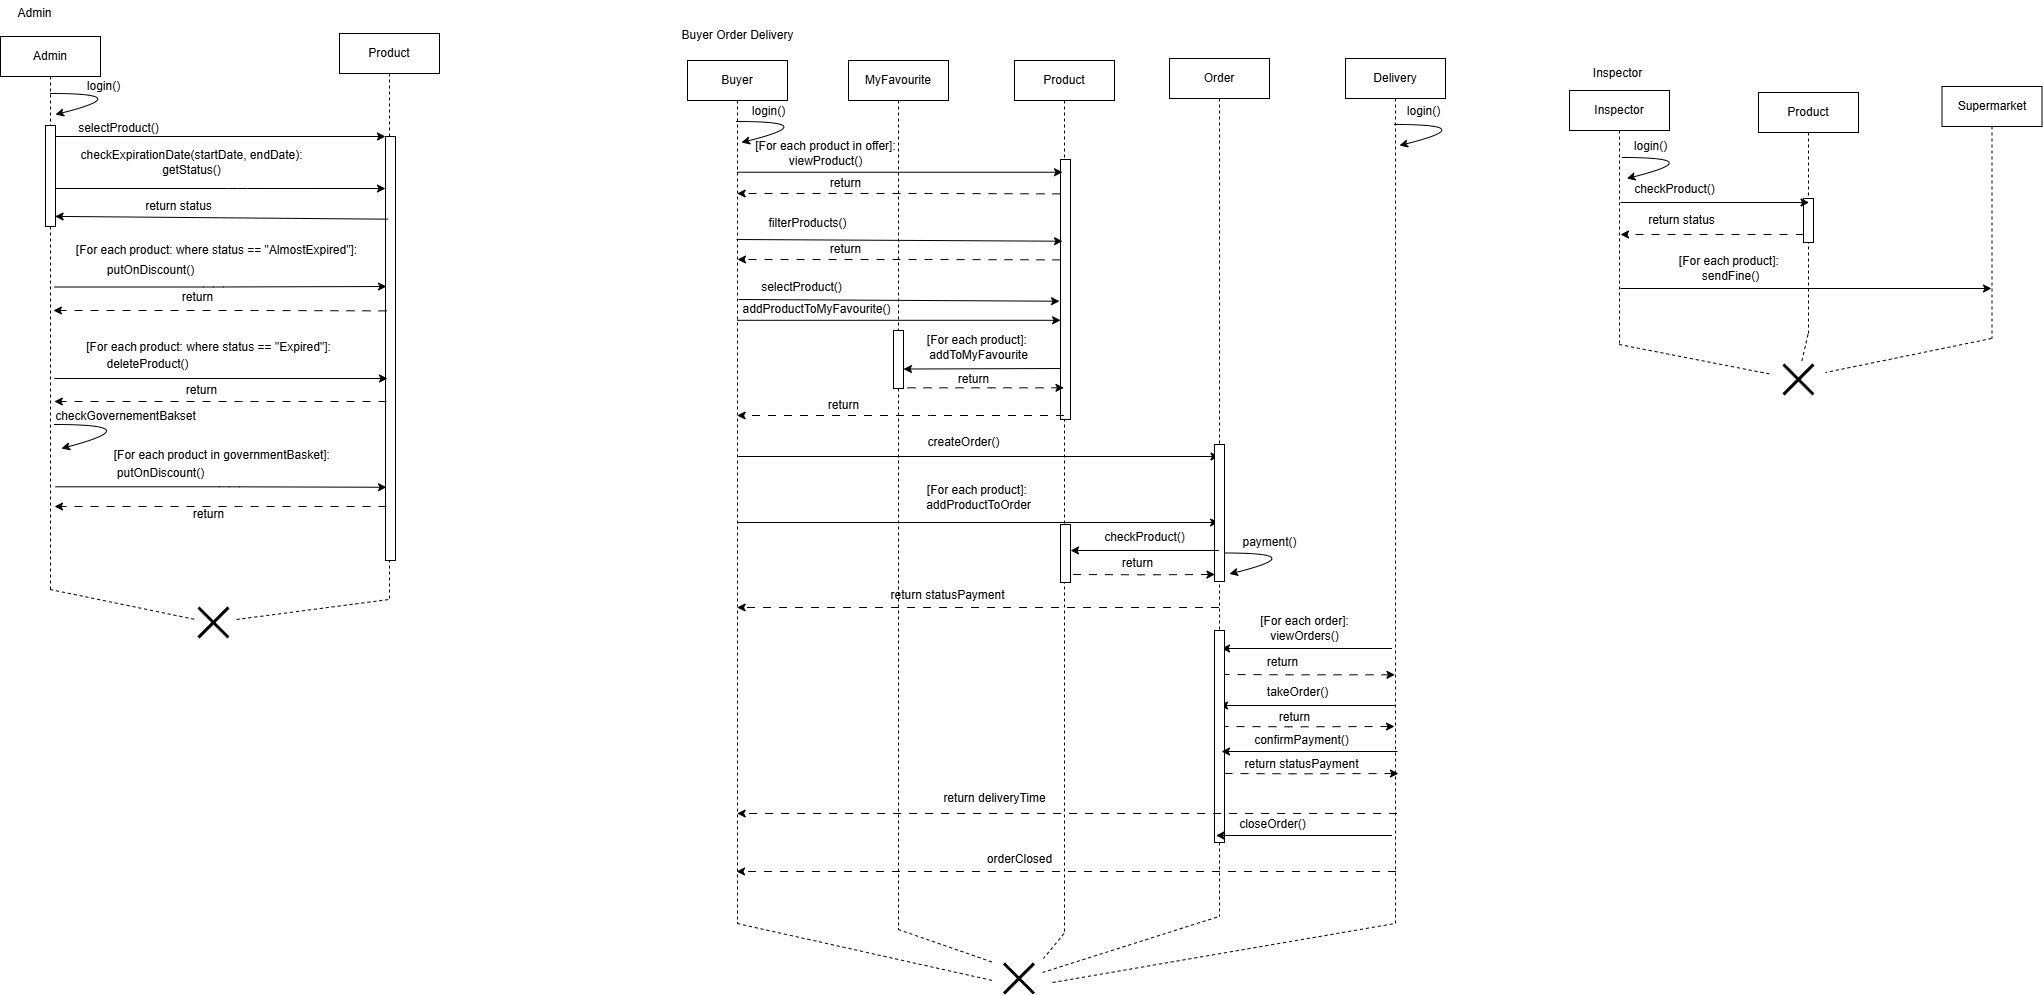 Admin
Admin
Product
login()
selectProduct()
checkExpirationDate(startDate, endDate):
getStatus()
return status
[For each product: where status == "AlmostExpired"]:
putOnDiscount()
return
[For each product: where status == "Expired"]:
deleteProduct()
return
checkGovernementBakset
[For each product in governmentBasket]:
putOnDiscount()
return
Buyer Order Delivery
Buyer
MyFavourite
Product
Order
Delivery
login()
login()
[For each product in offer]:
viewProduct()
return
filterProducts()
return
selectProduct()
addProductToMyFavourite()
[For each product]:
addToMyFavourite
return
return
createOrder()
[For each product]:
addProductToOrder
checkProduct()
payment()
return
return statusPayment
[For each order]:
viewOrders()
return
takeOrder()
return
confirmPayment()
return statusPayment
return deliveryTime
closeOrder()
orderClosed
Inspector
Inspector
Product
Supermarket
login()
checkProduct()
return status
[For each product]:
sendFine()